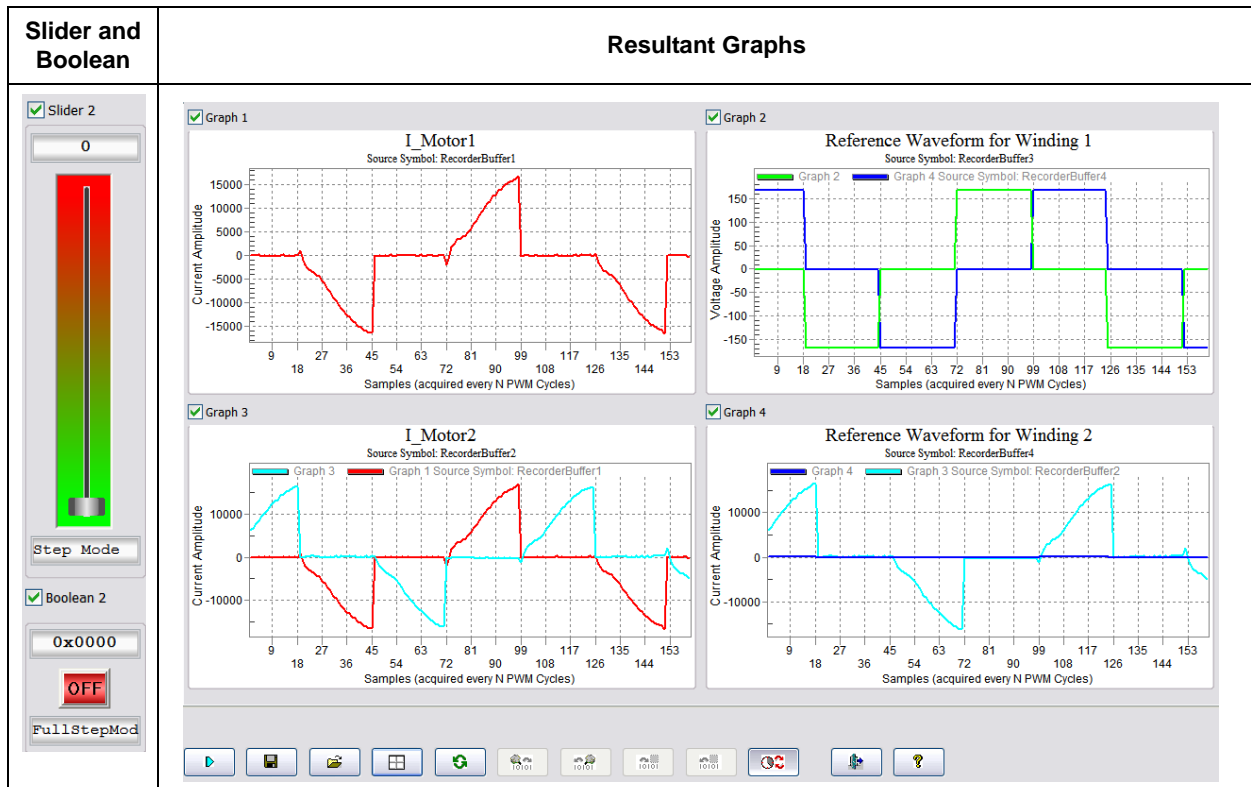 Slider and
Boolean
Resultant Graphs
Slider 2
0
Step Mode
Boolean 2
0x0000
OFF
FullStepMod
Graph 1
I_Motor1
Source Symbol: RecorderBuffer1
Current Amplitude
15000
10000
5000
0
-5000
-10000
-15000
9 27 45 63 81 99 117 135 153
18 36 54 72 90 108 126 144
Samples (acquired every N PWM Cycles)
Graph 2
Reference Waveform for Winding 1
Source Symbol: RecorderBuffer3
Graph 2 Graph 4 Source Symbol: RecorderBuffer4
Voltage Amplitude
150
100
50
0
-50
-100
-150
9 18 27 36 45 54 63 72 81 90 99 108 117 126 135 144 153
Samples (acquired every N PWM Cycles)
Graph 3
I_Motor2
Source Symbol: RecorderBuffer2
Graph 3 Graph 1 Source Symbol: RecorderBuffer1
Current Amplitude
10000
0
-10000
9 27 45 63 81 99 117 135 153
18 36 54 72 90 108 126 144
Samples (acquired every N PWM Cycles)
Graph 4
Reference Waveform for Winding 2
Source Symbol: RecorderBuffer4
Graph 4 Graph 3 Source Symbol: RecorderBuffer2
Current Amplitude
10000
0
-10000
9 27 45 63 81 99 117 135 153
18 36 54 72 90 108 126 144
Samples (acquired every N PWM Cycles)
10101 10101 10101 10101
?